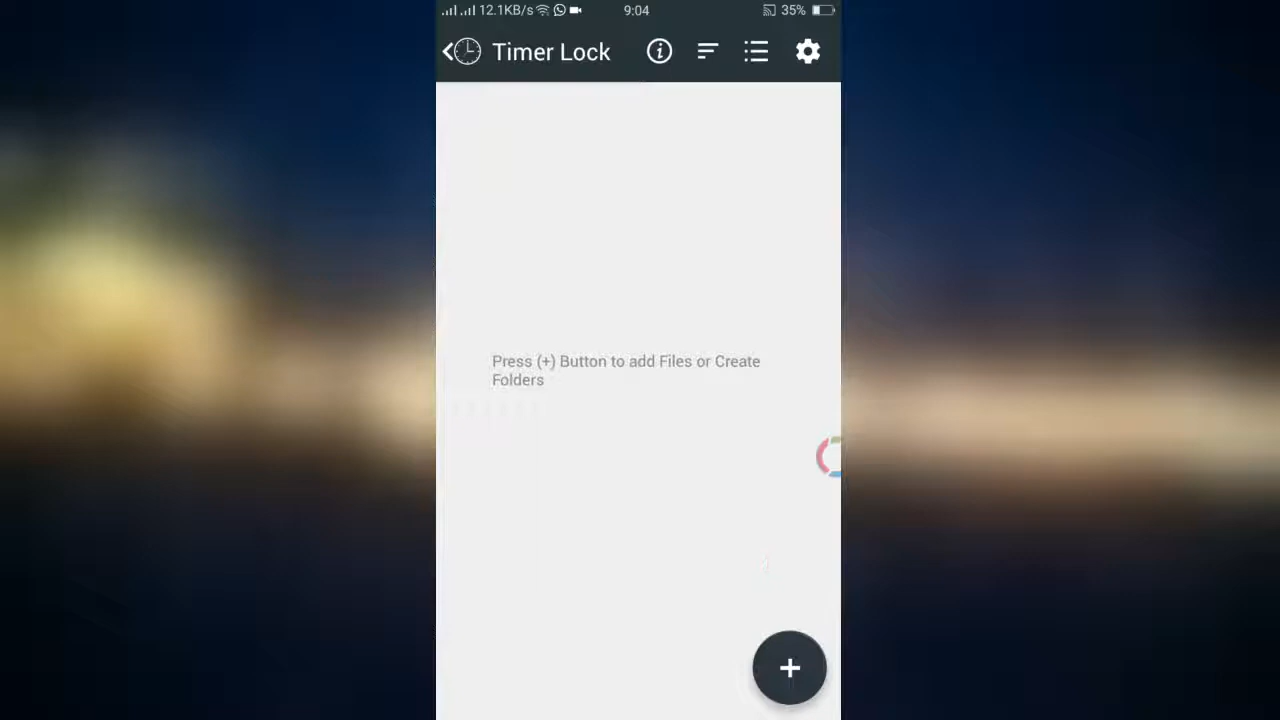 12.1KB/s 9:04 35%
Timer Lock
Press (+) Button to add Files or Create
Folders